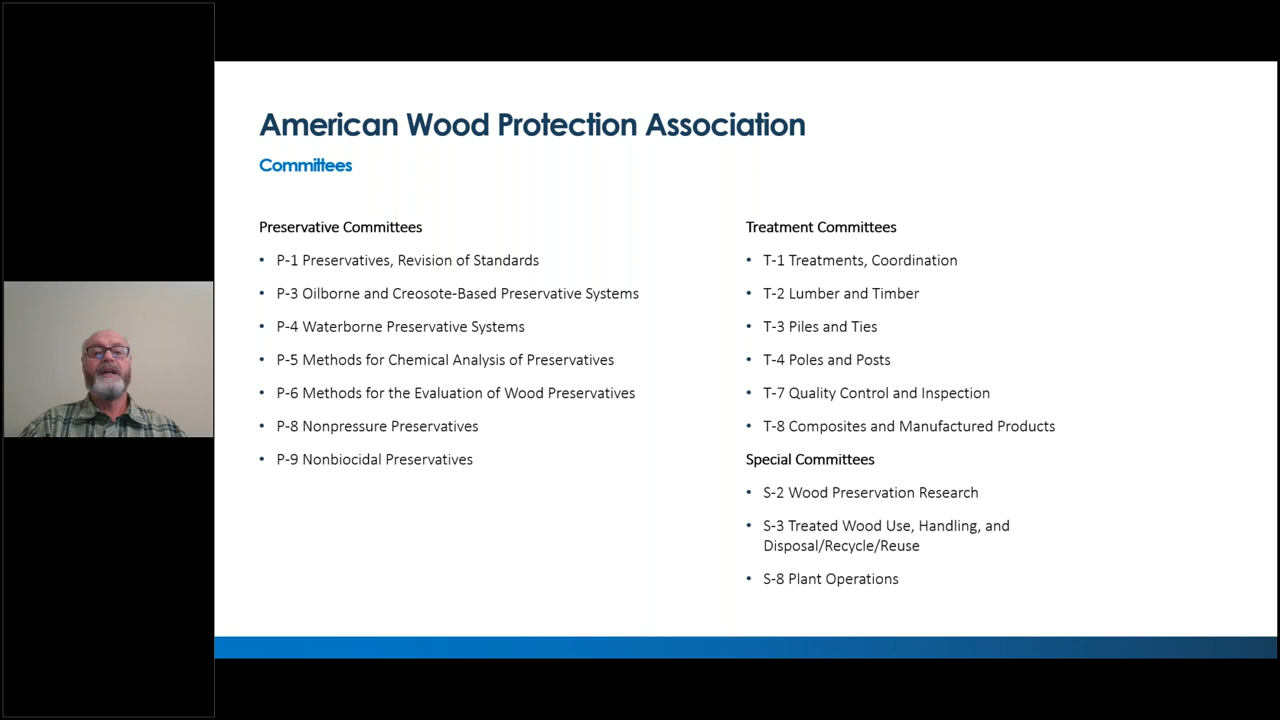 American Wood Protection Association
Committees
Preservative Committees
• P-1 Preservatives, Revision of Standards
• P-3 Oilborne and Creosote-Based Preservative Systems
• P-4 Waterborne Preservative Systems
• P-5 Methods for Chemical Analysis of Preservatives
• P-6 Methods for the Evaluation of Wood Preservatives
• P-8 Nonpressure Preservatives
• P-9 Nonbiocidal Preservatives
Treatment Committees
• T-1 Treatments, Coordination
• T-2 Lumber and Timber
• T-3 Piles and Ties
• T-4 Poles and Posts
• T-7 Quality Control and Inspection
• T-8 Composites and Manufactured Products
Special Committees
• S-2 Wood Preservation Research
• S-3 Treated Wood Use, Handling, and
Disposal/Recycle/Reuse
• S-8 Plant Operations